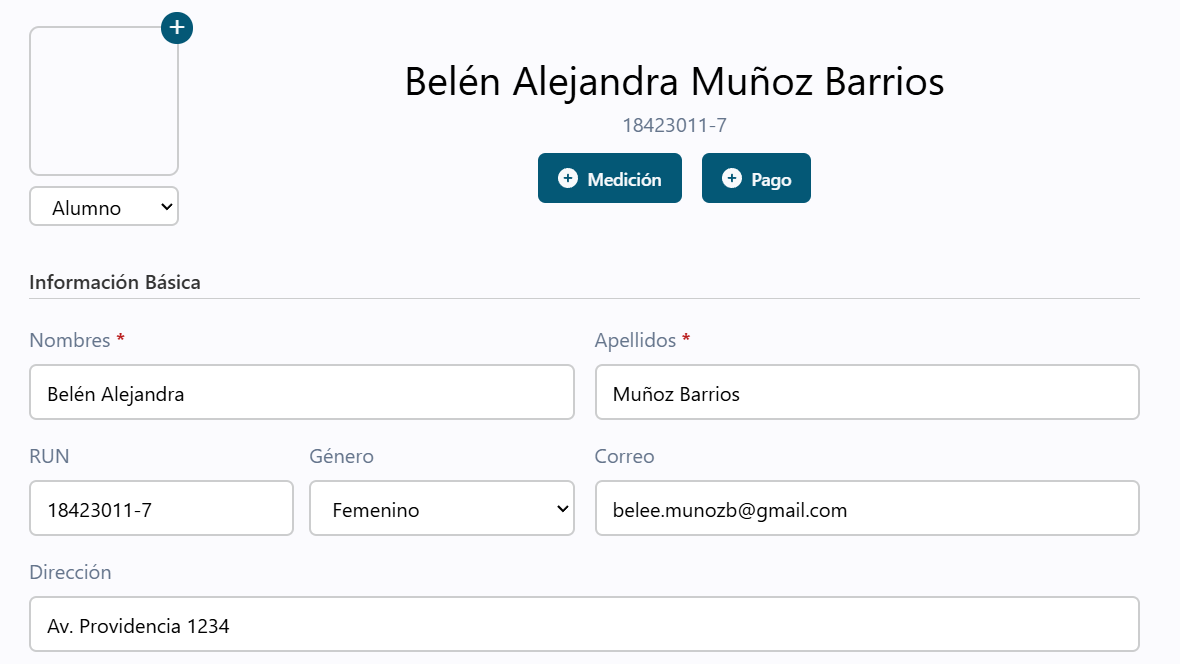 +
Belén Alejandra Muñoz Barrios
18423011-7
Medición Pago
Alumno
Información Básica
Nombres * Apellidos *
Belén Alejandra Muñoz Barrios
RUN Género Correo
18423011-7 Femenino belee.munozb@gmail.com
Dirección
Av. Providencia 1234